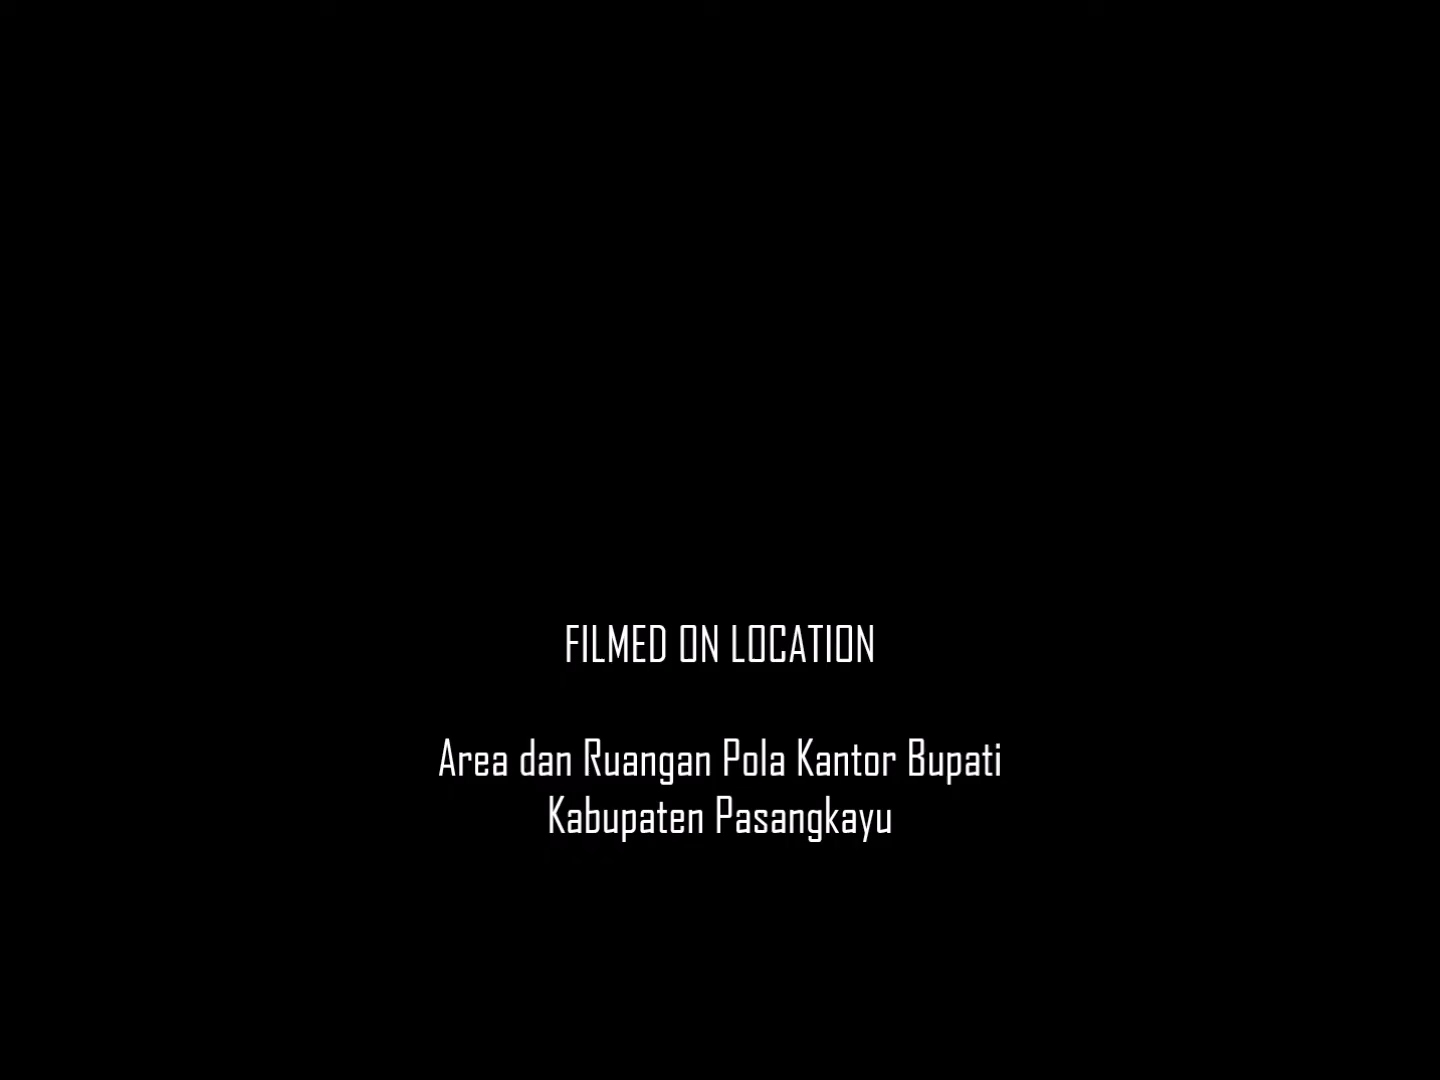 FILMED ON LOCATION
Area dan Ruangan Pola Kantor Bupati
Kabupaten Pasangkayu